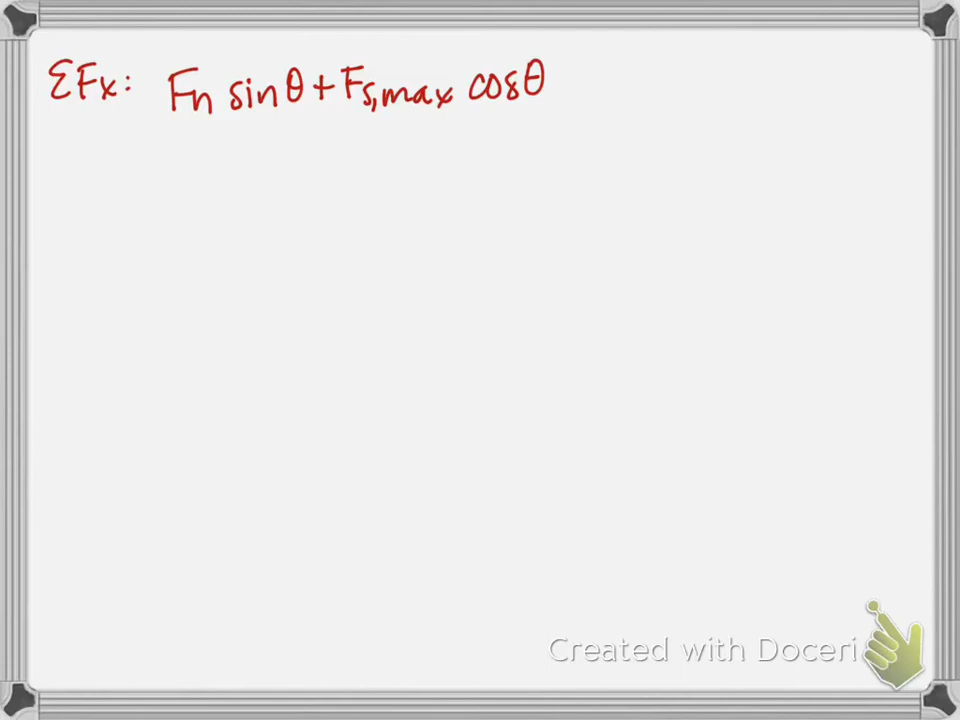 ΣFx: Fn sinθ + Fs,max cosθ
Created with Doceri